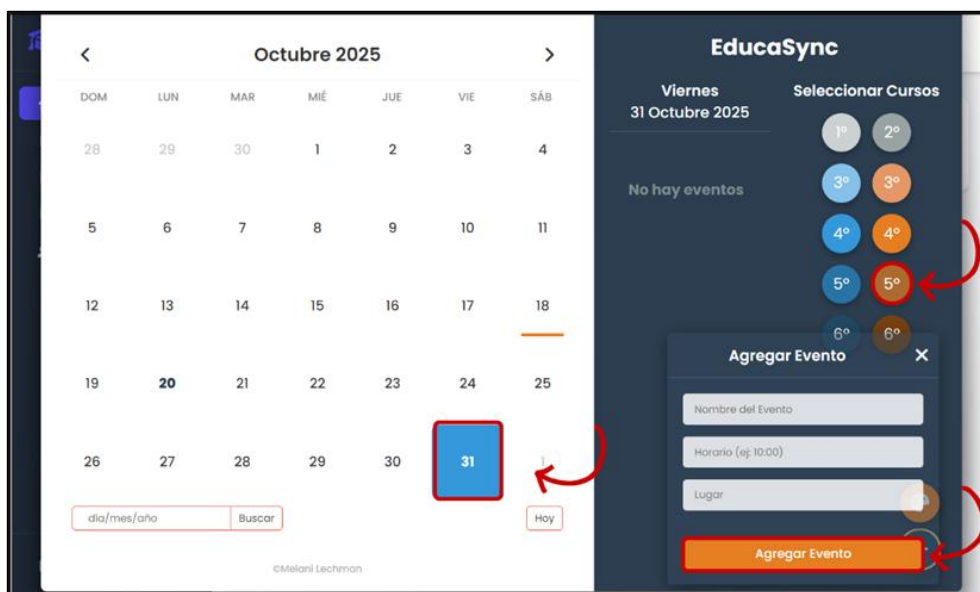 Octubre 2025
DOM LUN MAR MIÉ JUE VIE SÁB
28 29 30 1 2 3 4
5 6 7 8 9 10 11
12 13 14 15 16 17 18
19 20 21 22 23 24 25
26 27 28 29 30 31 1
día/mes/año Buscar Hoy
©Melani Lechman
EducaSync
Viernes
31 Octubre 2025
No hay eventos
Seleccionar Cursos
1º 2º
3º 3º
4º 4º
5º 5º
6º 6º
Agregar Evento
Nombre del Evento
Horario (ej: 10:00)
Lugar
Agregar Evento